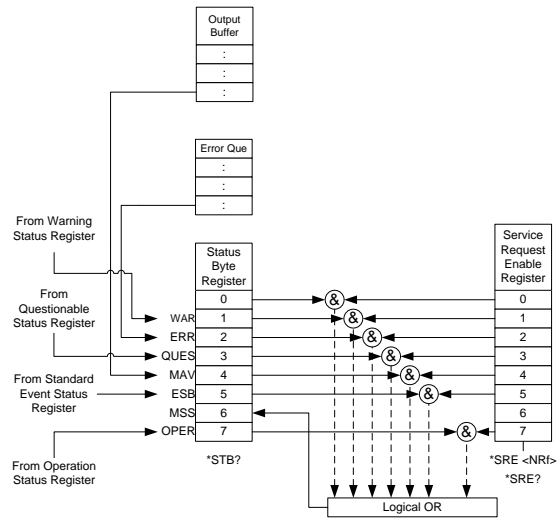 Output
Buffer
:
:
:
Error Que
:
:
:
From Warning
Status Register
From
Questionable
Status Register
From Standard
Event Status
Register
From Operation
Status Register
WAR
ERR
QUES
MAV
ESB
MSS
OPER
Status
Byte
Register
0
1
2
3
4
5
6
7
*STB?
&
&
&
&
&
&
&
Service
Request
Enable
Register
0
1
2
3
4
5
6
7
*SRE <NRf>
*SRE?
Logical OR